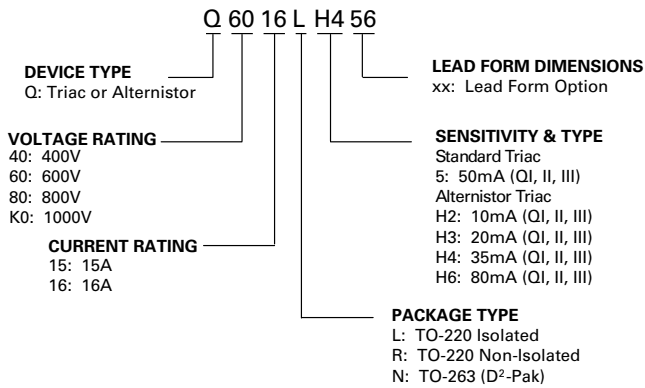 Q 60 16 L H4 56
DEVICE TYPE
Q: Triac or Alternistor
VOLTAGE RATING
40: 400V
60: 600V
80: 800V
K0: 1000V
CURRENT RATING
15: 15A
16: 16A
LEAD FORM DIMENSIONS
xx: Lead Form Option
SENSITIVITY & TYPE
Standard Triac
5: 50mA (QI, II, III)
Alternistor Triac
H2: 10mA (QI, II, III)
H3: 20mA (QI, II, III)
H4: 35mA (QI, II, III)
H6: 80mA (QI, II, III)
PACKAGE TYPE
L: TO-220 Isolated
R: TO-220 Non-Isolated
N: TO-263 (D²-Pak)